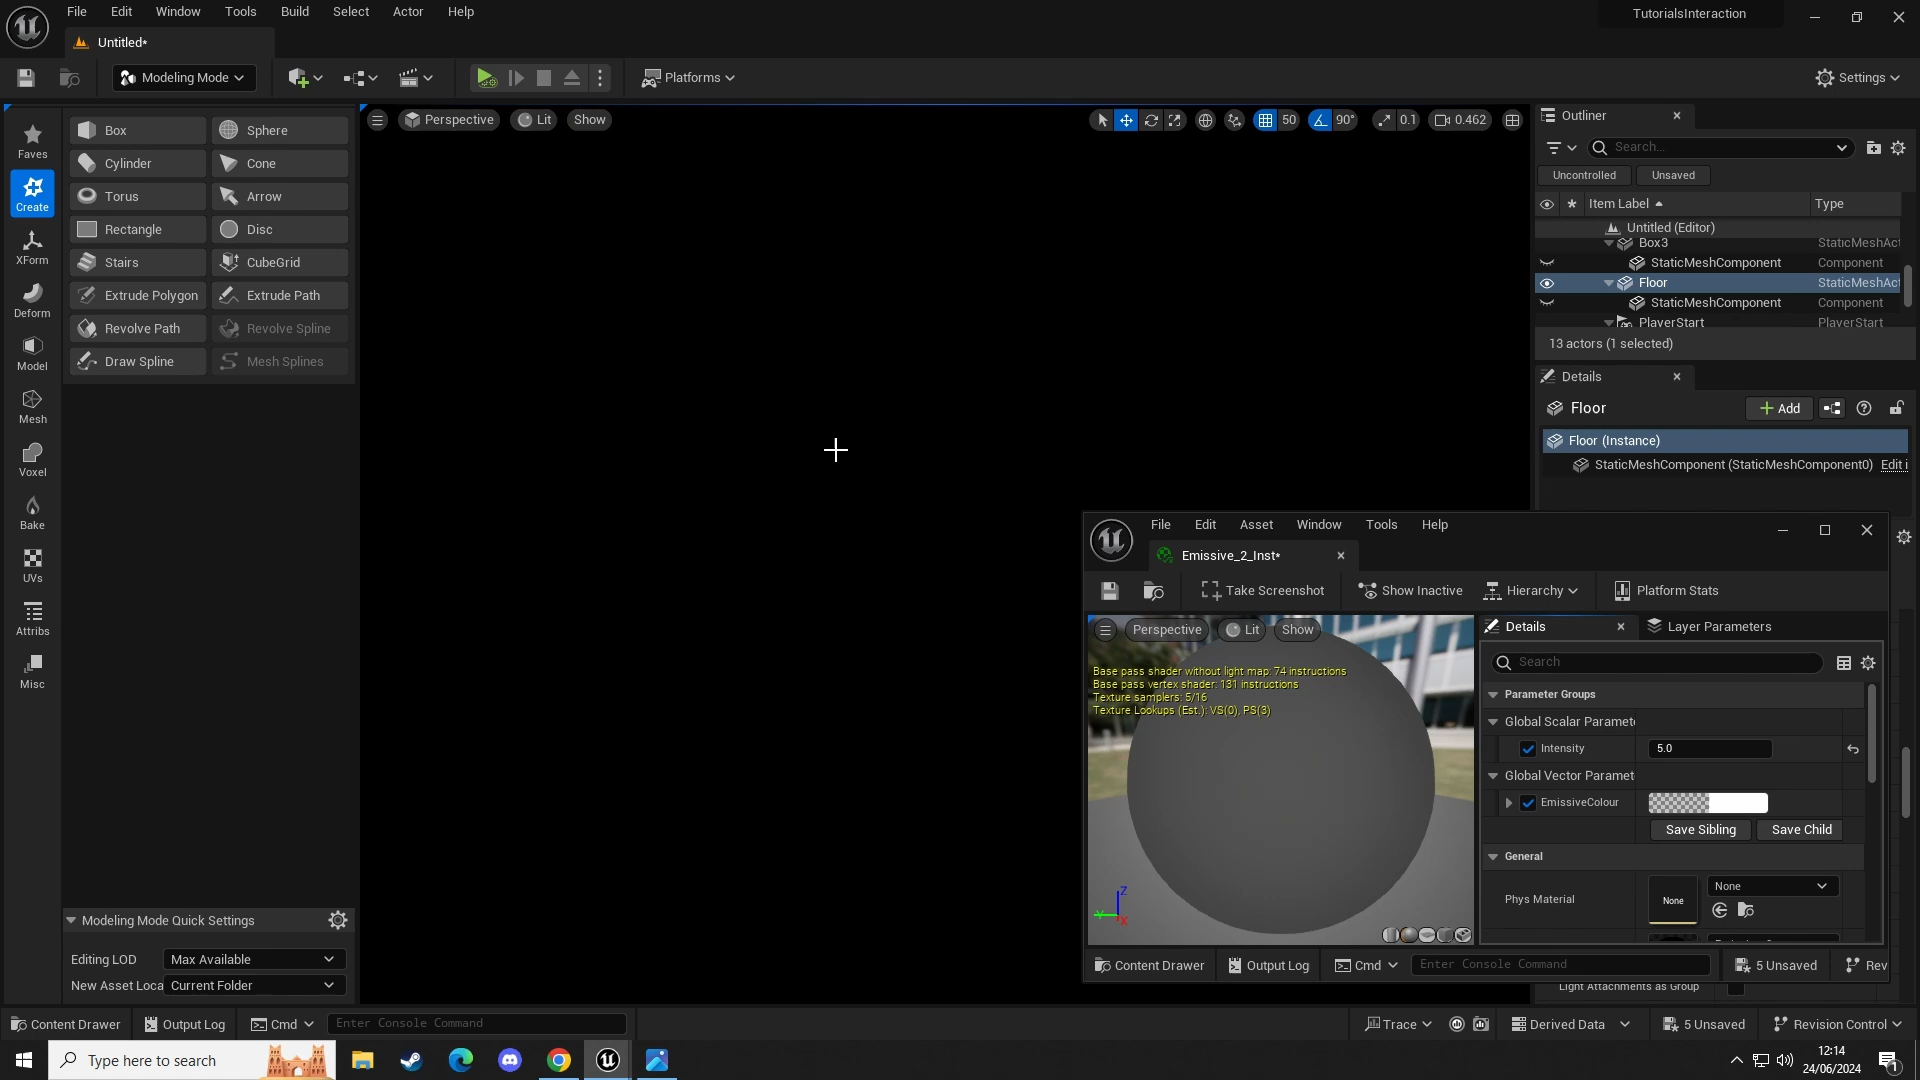 File Edit Window Tools Build Select Actor Help
TutorialsInteraction
Untitled*
Modeling Mode
Platforms
Settings
Faves
Create
XForm
Deform
Model
Mesh
Voxel
Bake
UVs
Attribs
Misc
Box Sphere
Cylinder Cone
Torus Arrow
Rectangle Disc
Stairs CubeGrid
Extrude Polygon Extrude Path
Revolve Path Revolve Spline
Draw Spline Mesh Splines
Modeling Mode Quick Settings
Editing LOD Max Available
New Asset Loca Current Folder
Perspective Lit Show
50 90° 0.1 0.462
Outliner
Search...
Uncontrolled Unsaved
Item Label Type
Untitled (Editor)
Box3 StaticMeshAct
StaticMeshComponent Component
Floor StaticMeshAct
StaticMeshComponent Component
PlayerStart PlayerStart
13 actors (1 selected)
Details
Floor Add
Floor (Instance)
StaticMeshComponent (StaticMeshComponent0) Edit i
File Edit Asset Window Tools Help
Emissive_2_Inst*
Take Screenshot Show Inactive Hierarchy Platform Stats
Perspective Lit Show
Base pass shader without light map: 74 instructions
Base pass vertex shader: 131 instructions
Texture samplers: 5/16
Texture Lookups (Est.): VS(0), PS(3)
Z
Y
X
Details Layer Parameters
Search
Parameter Groups
Global Scalar Paramete
Intensity 5.0
Global Vector Paramet
EmissiveColour
Save Sibling Save Child
General
Phys Material None None
Content Drawer Output Log Cmd Enter Console Command 5 Unsaved Rev
Light Attachments as Group
Content Drawer Output Log Cmd Enter Console Command Trace Derived Data 5 Unsaved Revision Control
Type here to search
12:14
24/06/2024
1